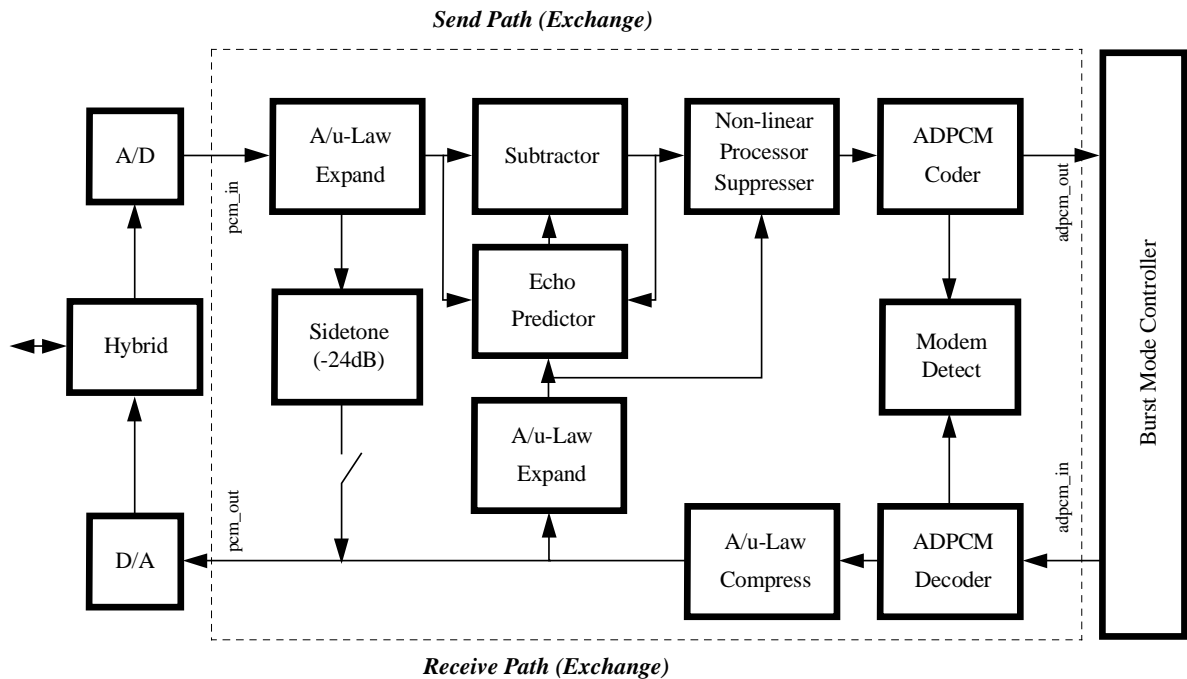 Send Path (Exchange)
A/D
pcm_in
A/u-Law
Expand
Subtractor
Non-linear
Processor
Suppresser
ADPCM
Coder
adpcm_out
Burst Mode Controller
Hybrid
Sidetone
(-24dB)
Echo
Predictor
Modem
Detect
A/u-Law
Expand
D/A
pcm_out
A/u-Law
Compress
ADPCM
Decoder
adpcm_in
Receive Path (Exchange)